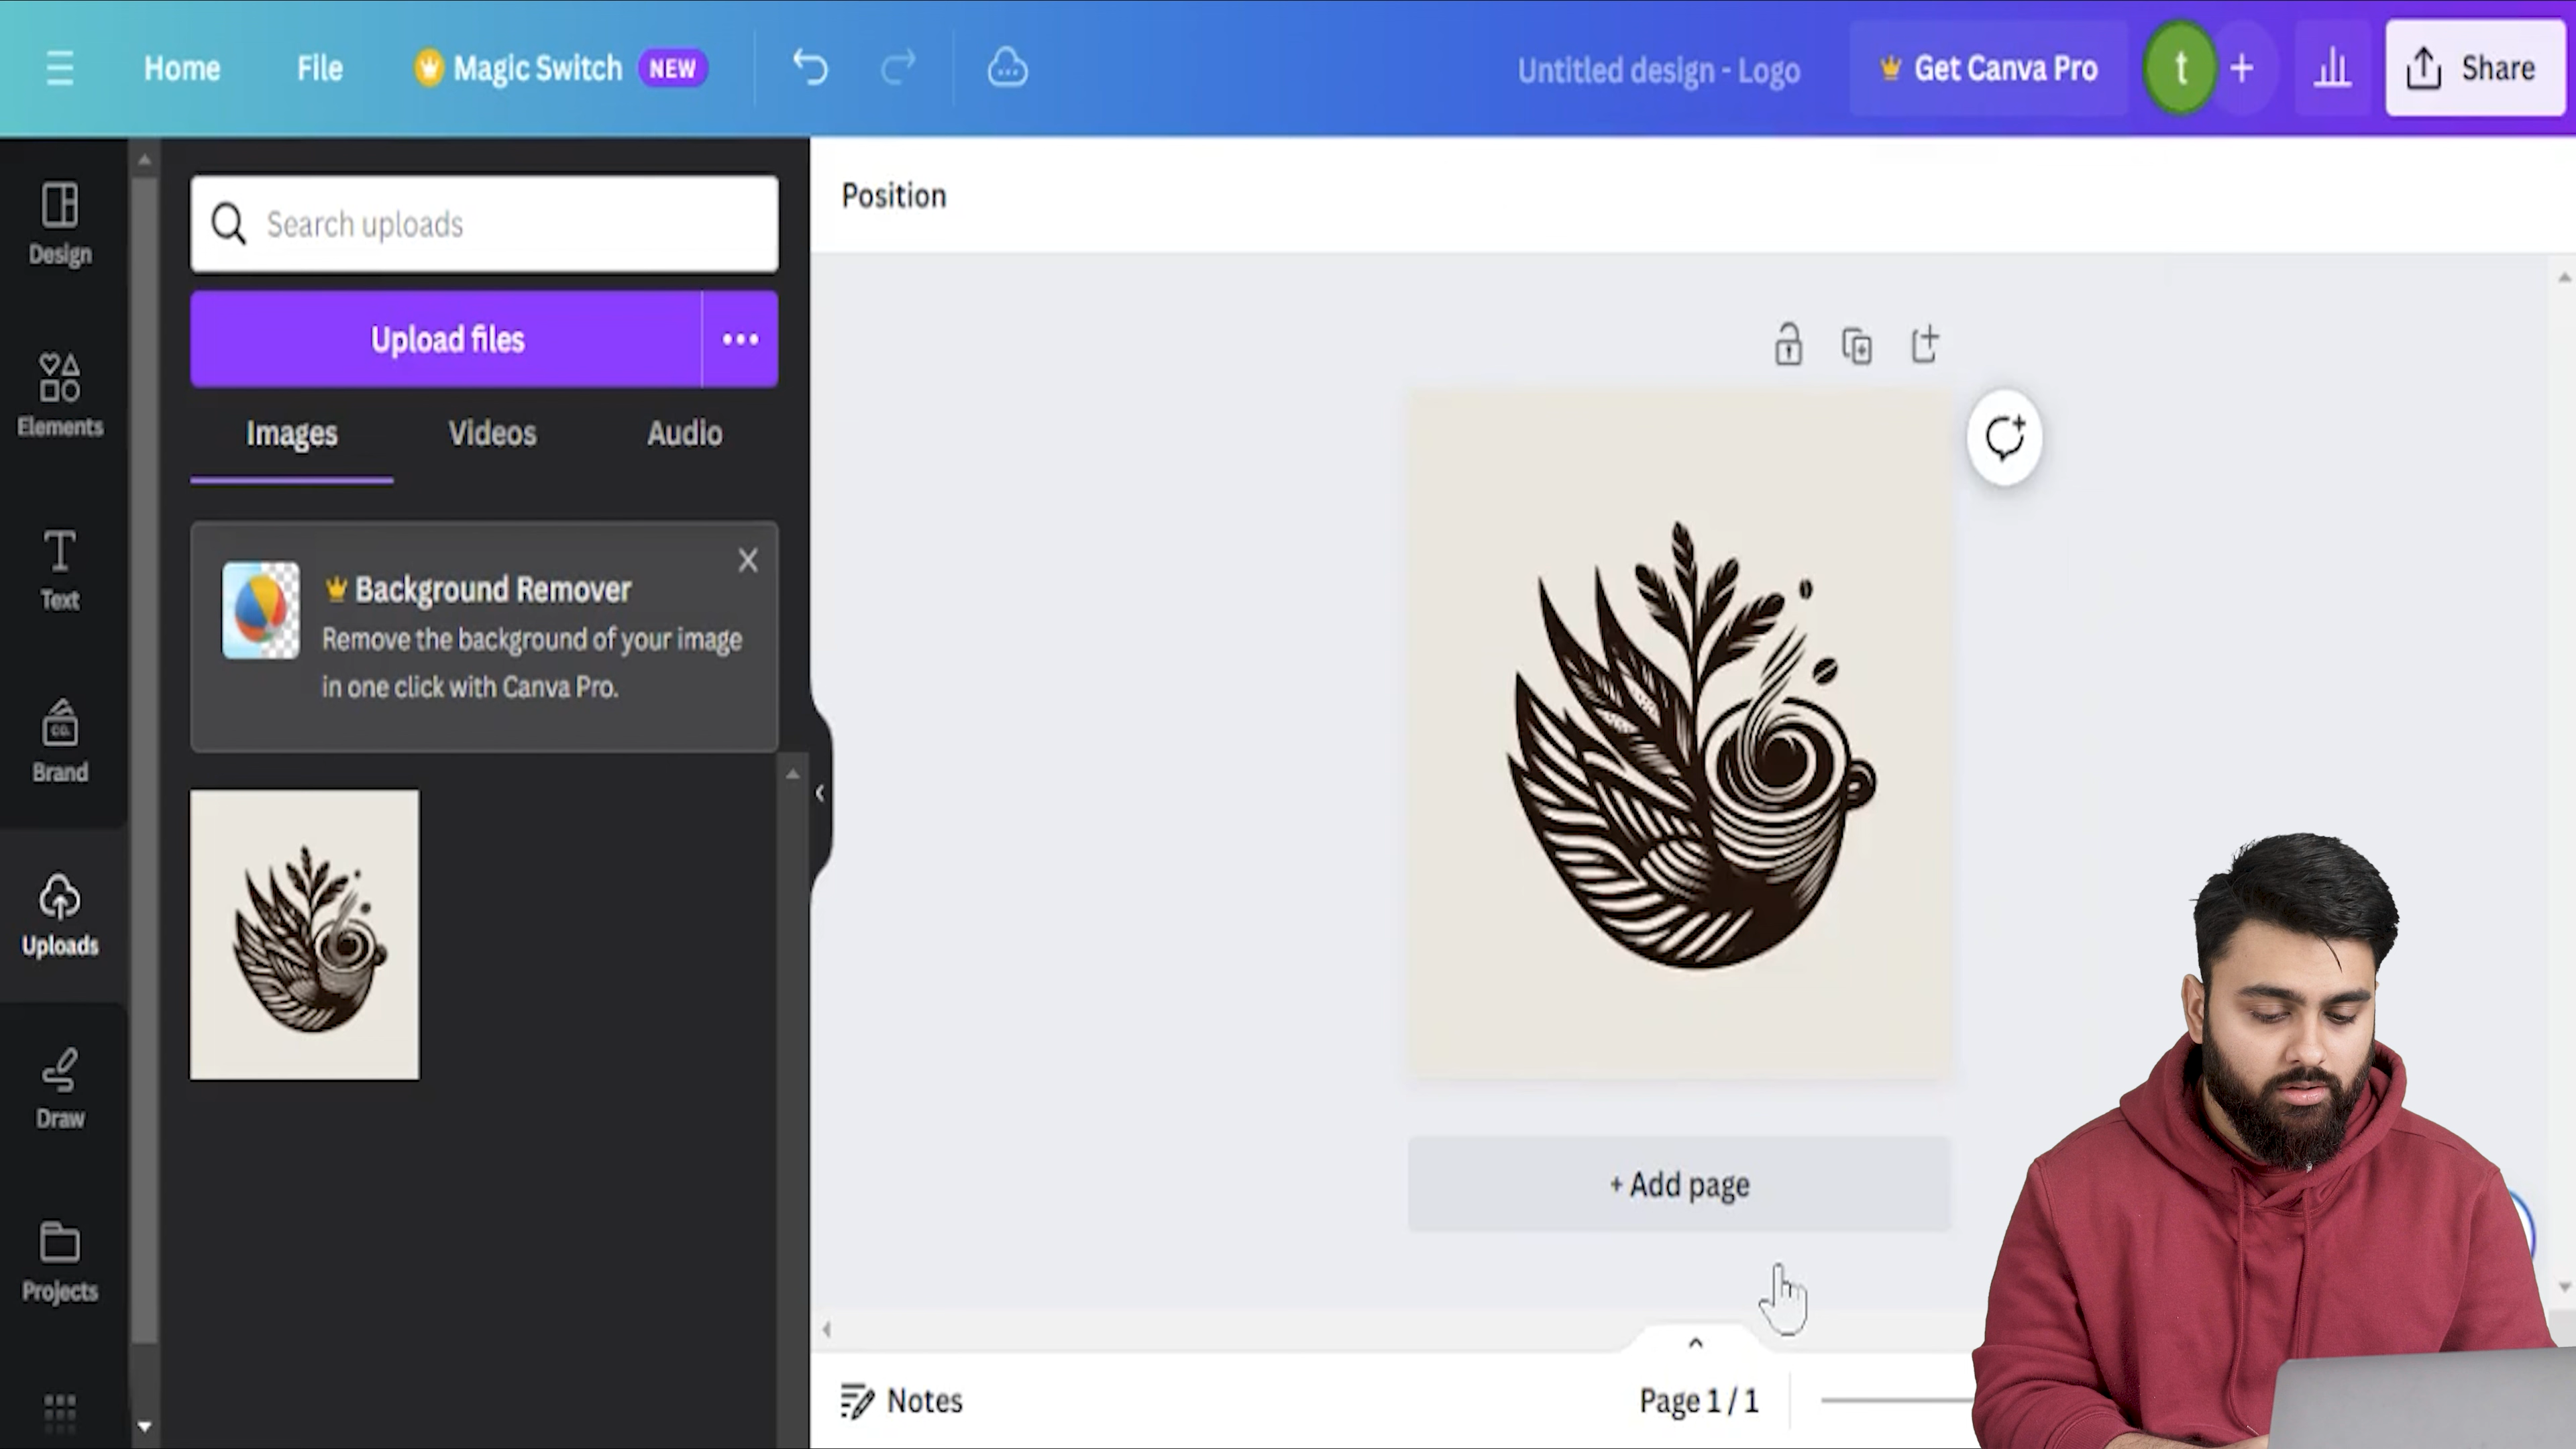 Home
File
Magic Switch NEW
Untitled design - Logo
Get Canva Pro
t
Share
Design
Elements
Text
Brand
CO.
Uploads
Draw
Projects
Search uploads
Upload files
Images
Videos
Audio
Background Remover
Remove the background of your image
in one click with Canva Pro.
Position
+ Add page
Notes
Page 1 / 1